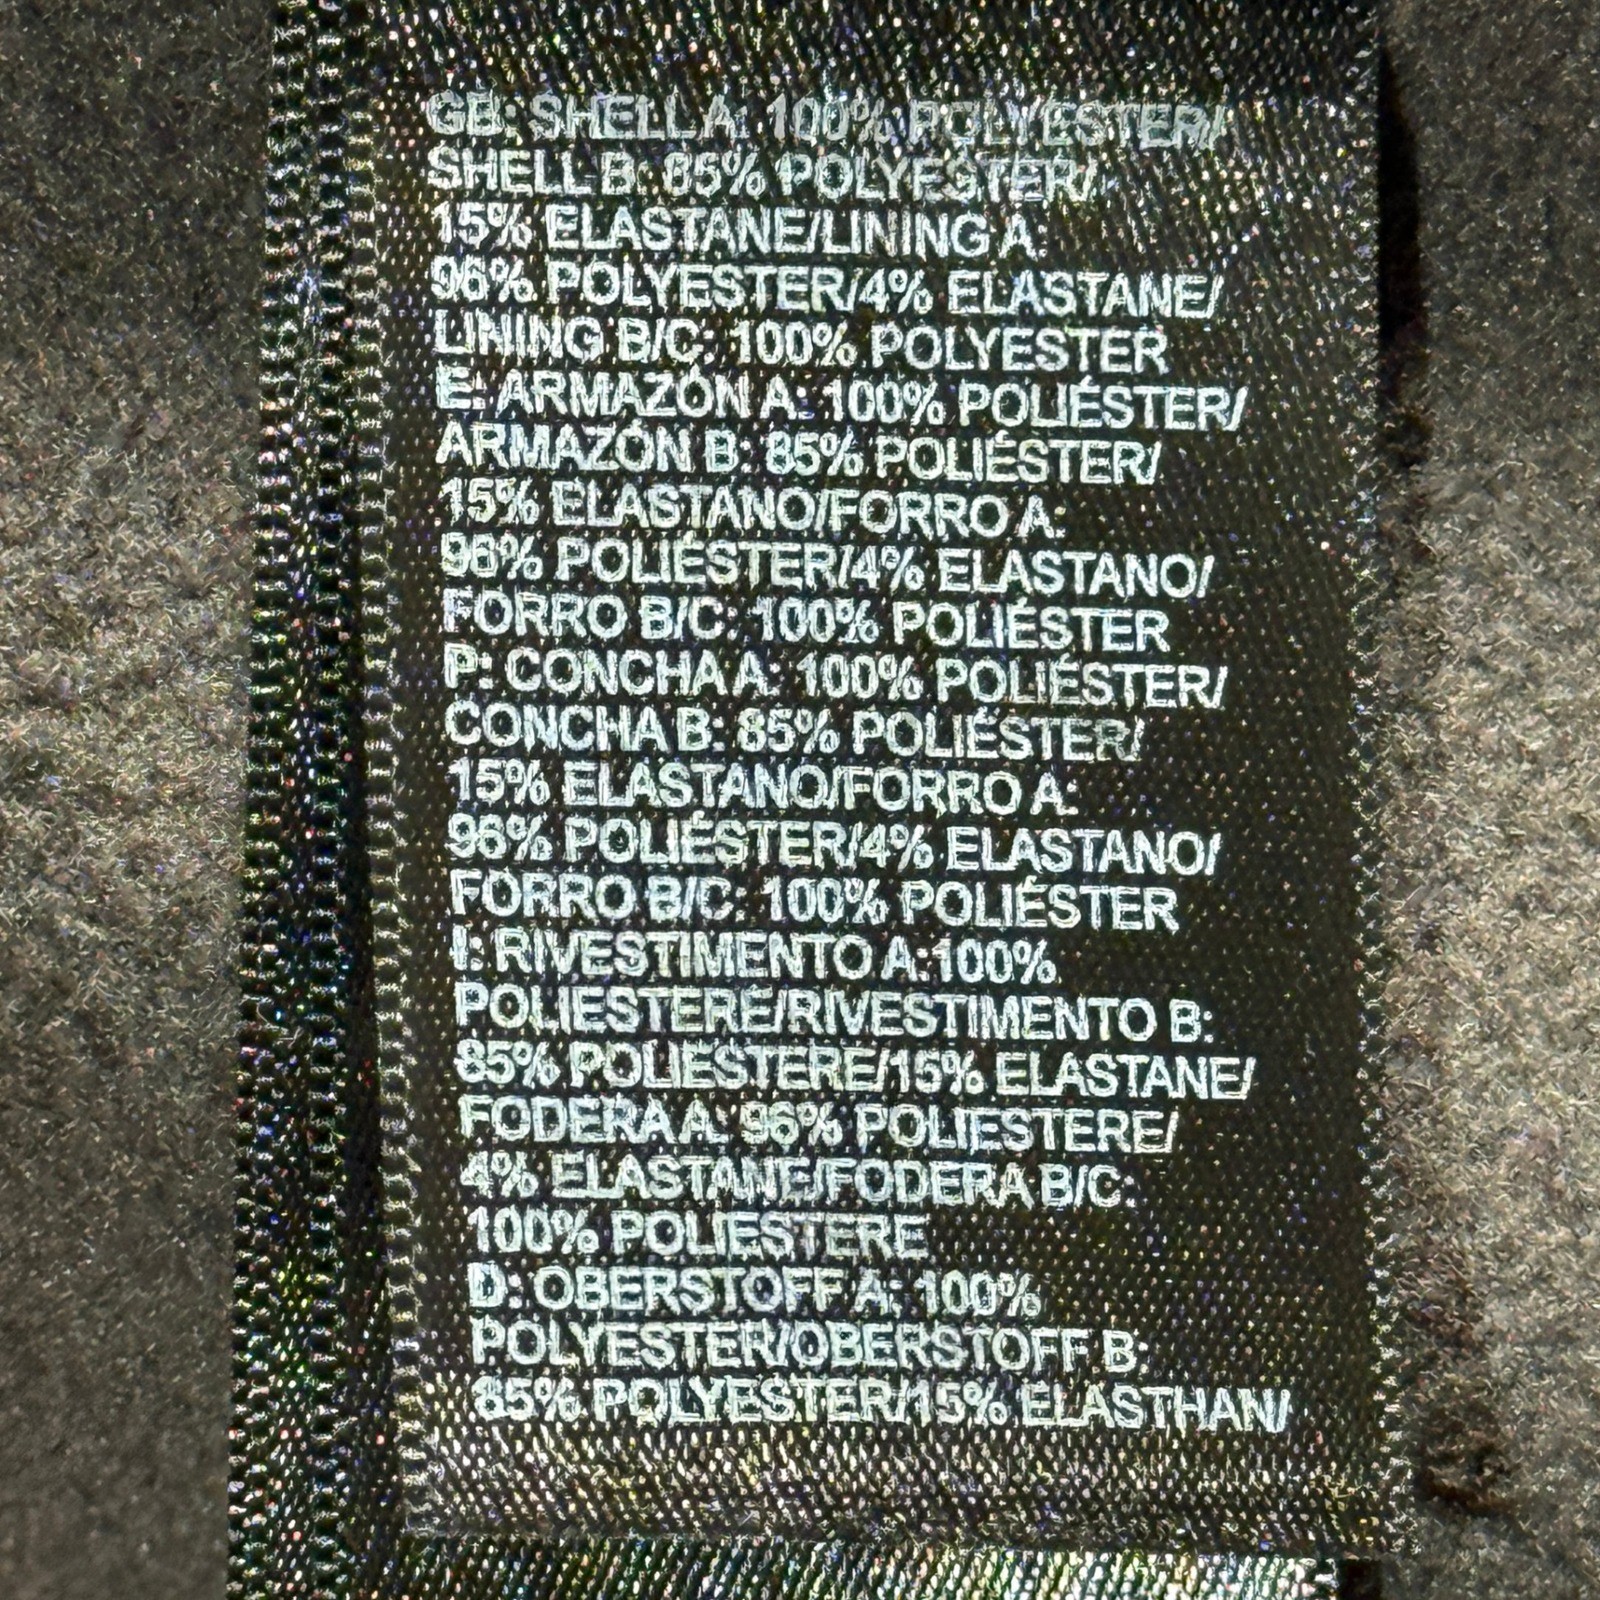 GB: SHELL A: 100% POLYESTER/
SHELL B: 85% POLYESTER/
15% ELASTANE/LINING A:
96% POLYESTER/4% ELASTANE/
LINING B/C: 100% POLYESTER
E: ARMAZÓN A: 100% POLIÉSTER/
ARMAZÓN B: 85% POLIÉSTER/
15% ELASTANO/FORRO A:
96% POLIÉSTER/4% ELASTANO/
FORRO B/C: 100% POLIÉSTER
P: CONCHA A: 100% POLIÉSTER/
CONCHA B: 85% POLIÉSTER/
15% ELASTANO/FORRO A:
96% POLIÉSTER/4% ELASTANO/
FORRO B/C: 100% POLIÉSTER
I: RIVESTIMENTO A:100%
POLIESTERE/RIVESTIMENTO B:
85% POLIESTERE/15% ELASTANE/
FODERA A: 96% POLIESTERE/
4% ELASTANE/FODERA B/C:
100% POLIESTERE
D: OBERSTOFF A: 100%
POLYESTER/OBERSTOFF B:
85% POLYESTER/15% ELASTHAN/